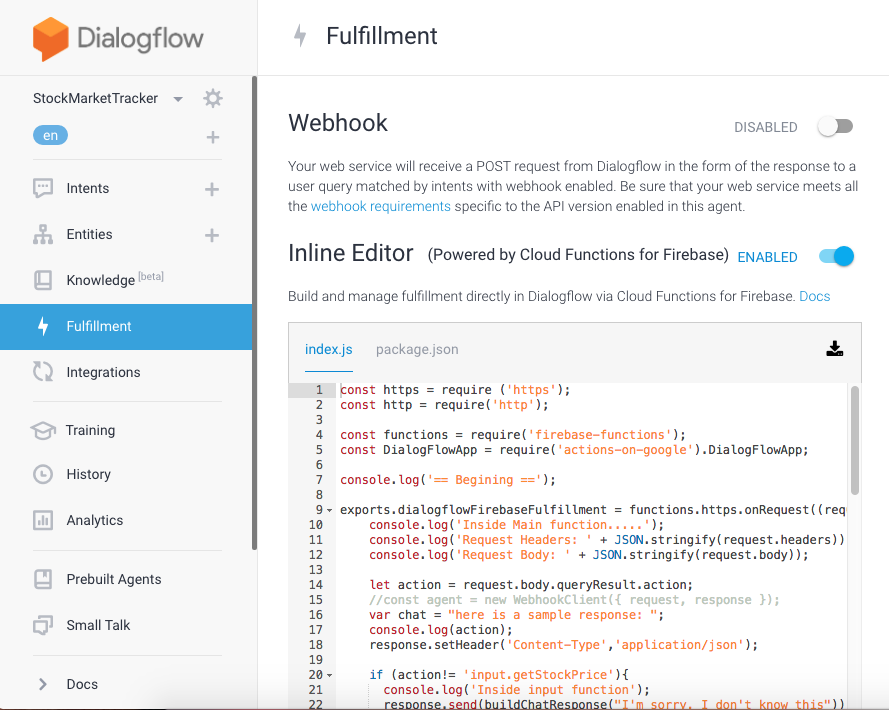 Dialogflow
StockMarketTracker
en
Intents
Entities
Knowledge [beta]
Fulfillment
Integrations
Training
History
Analytics
Prebuilt Agents
Small Talk
Docs
Fulfillment
Webhook
DISABLED
Your web service will receive a POST request from Dialogflow in the form of the response to a
user query matched by intents with webhook enabled. Be sure that your web service meets all
the webhook requirements specific to the API version enabled in this agent.
Inline Editor (Powered by Cloud Functions for Firebase) ENABLED
Build and manage fulfillment directly in Dialogflow via Cloud Functions for Firebase. Docs
index.js package.json
1 const https = require ('https');
2 const http = require('http');
3
4 const functions = require('firebase-functions');
5 const DialogFlowApp = require('actions-on-google').DialogFlowApp;
6
7 console.log('== Begining ==');
8
9 exports.dialogflowFirebaseFulfillment = functions.https.onRequest((req
10 console.log('Inside Main function.....');
11 console.log('Request Headers: ' + JSON.stringify(request.headers))
12 console.log('Request Body: ' + JSON.stringify(request.body));
13
14 let action = request.body.queryResult.action;
15 //const agent = new WebhookClient({ request, response });
16 var chat = "here is a sample response: ";
17 console.log(action);
18 response.setHeader('Content-Type','application/json');
19
20 if (action!= 'input.getStockPrice'){
21 console.log('Inside input function');
22 response.send(buildChatResponse("I'm sorry, I don't know this"))